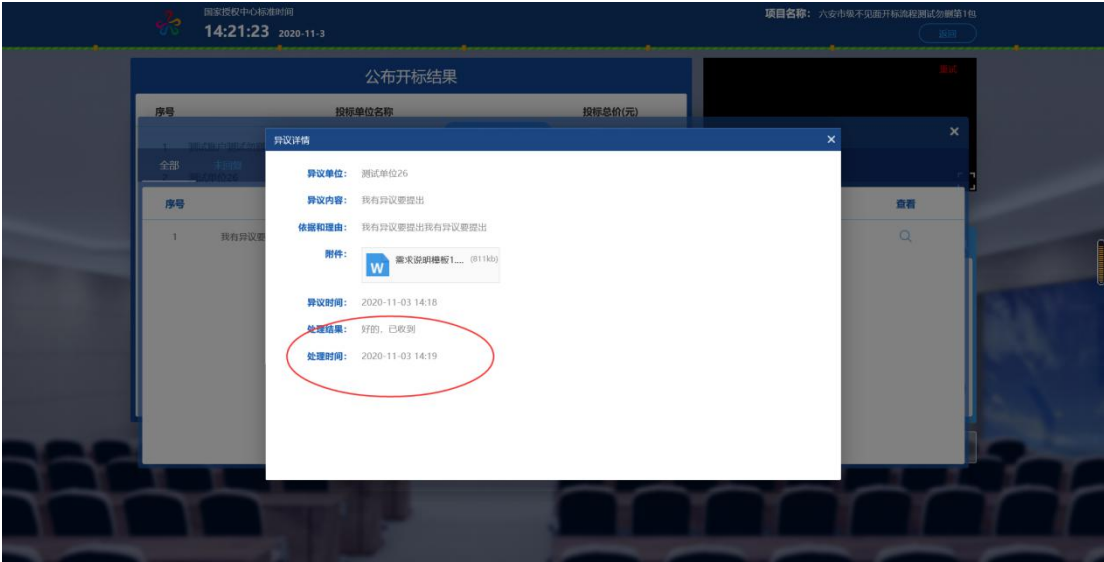 国家授权中心标准时间
14:21:23 2020-11-3
项目名称: 六安市级不见面开标流程测试勿删第1包
返回
公布开标结果
测试
序号 投标单位名称 投标总价(元)
全部
异议详情
序号 查看
1 我有异议要
异议单位: 测试单位26
异议内容: 我有异议要提出
依据和理由: 我有异议要提出我有异议要提出
附件: 需求说明模板1.... (811kb)
异议时间: 2020-11-03 14:18
处理结果: 好的、已收到
处理时间: 2020-11-03 14:19